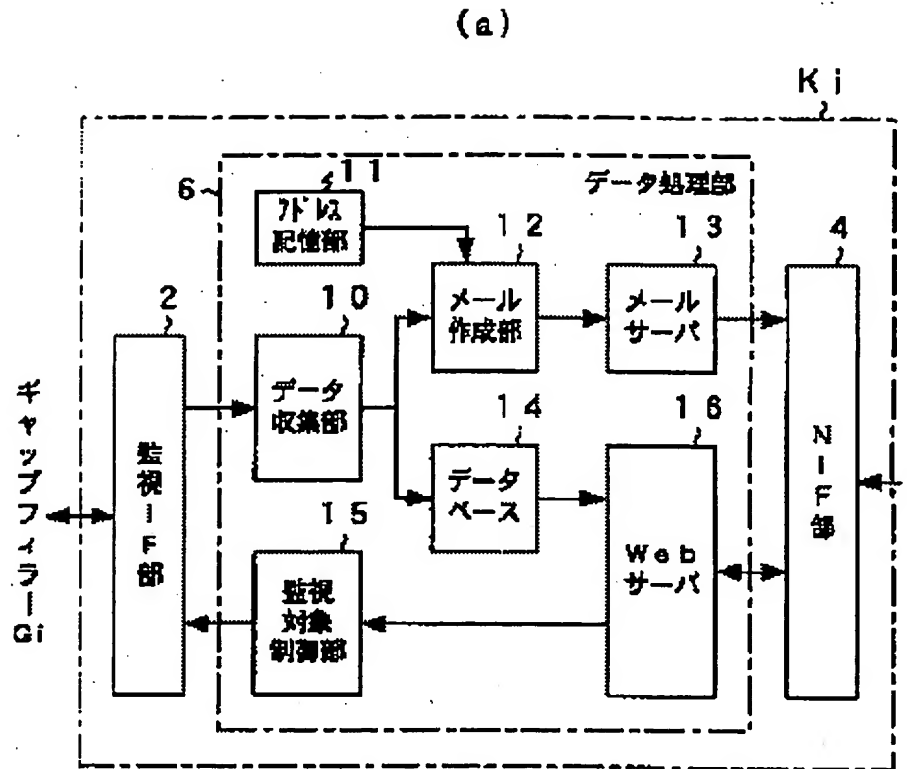 (a)
Ki
6
11
データ処理部
アドレス
記憶部
12
メール
作成部
13
メール
サーバ
4
NーF部
2
監視ーF部
10
データ
収集部
14
データ
ベース
16
Web
サーバ
15
監視
対象
制御部
ギャップフィラーGi